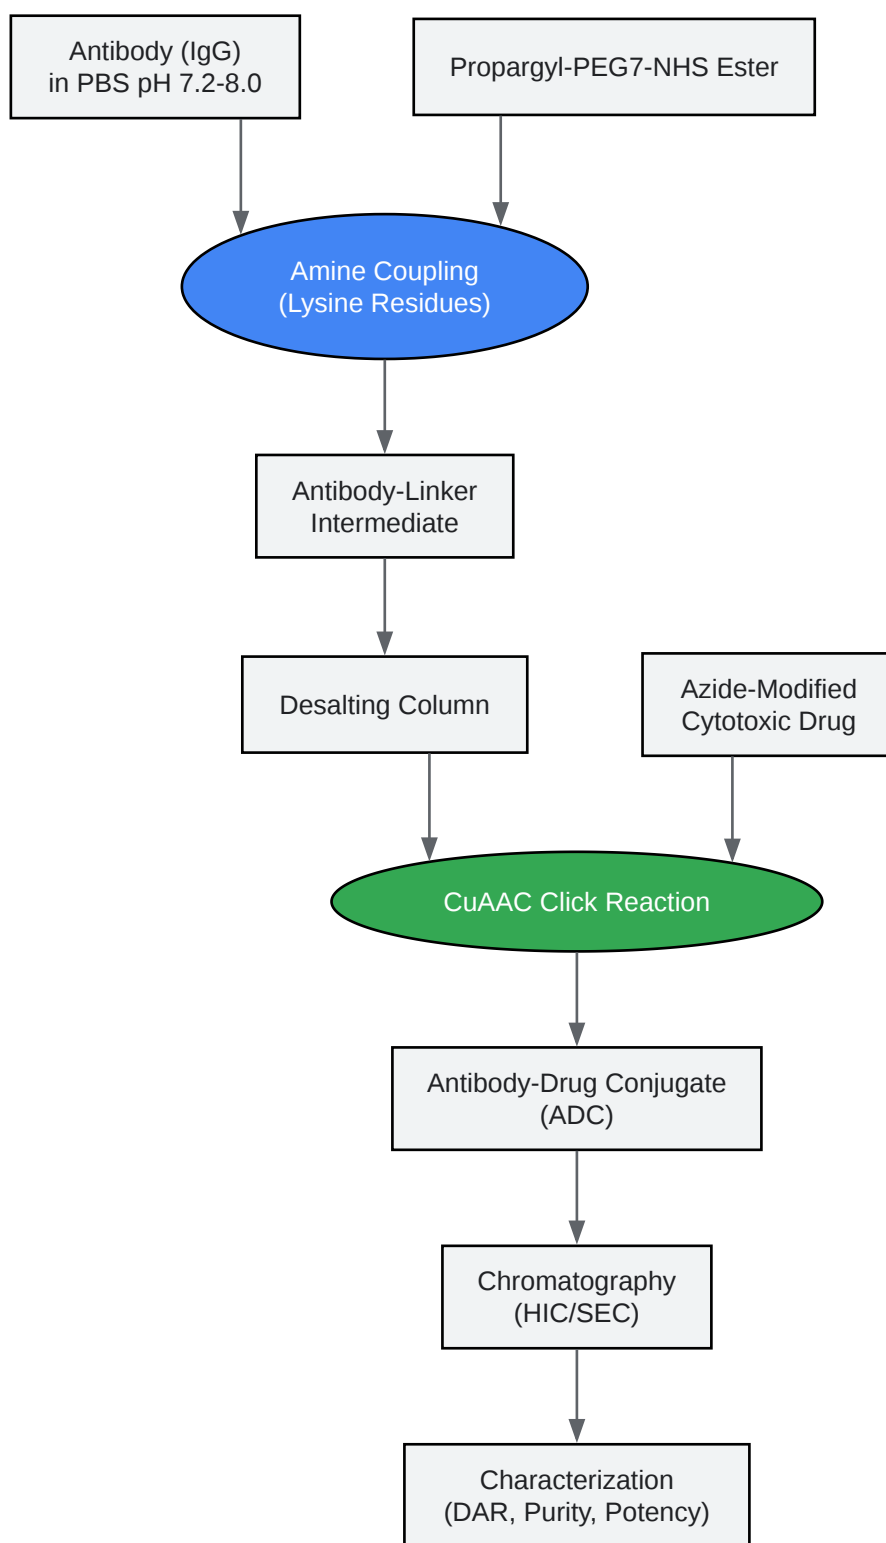 Antibody (IgG)
in PBS pH 7.2-8.0
Propargyl-PEG7-NHS Ester
Amine Coupling
(Lysine Residues)
Antibody-Linker
Intermediate
Desalting Column
Azide-Modified
Cytotoxic Drug
CuAAC Click Reaction
Antibody-Drug Conjugate
(ADC)
Chromatography
(HIC/SEC)
Characterization
(DAR, Purity, Potency)